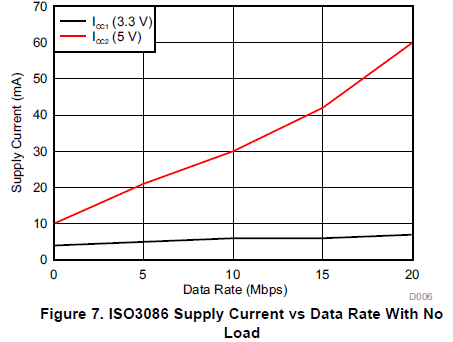 70
60
50
40
30
20
10
0
Supply Current (mA)
ICC1 (3.3 V)
ICC2 (5 V)
0 5 10 15 20
Data Rate (Mbps)
D006
Figure 7. ISO3086 Supply Current vs Data Rate With No
Load